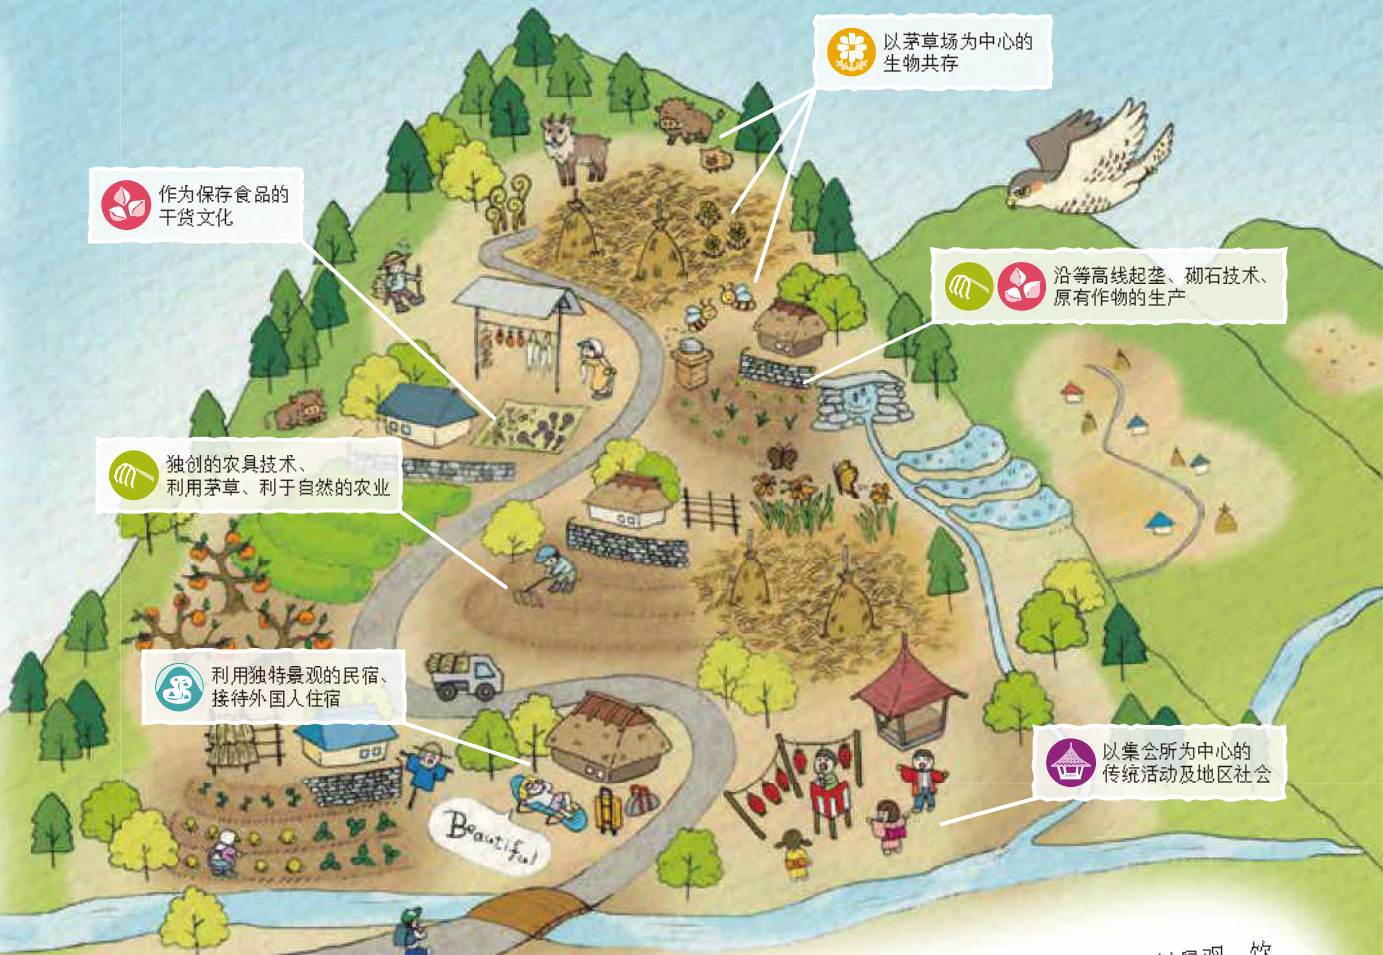 以茅草场为中心的
生物共存
作为保存食品的
干货文化
沿等高线起垄、砌石技术、
原有作物的生产
独创的农具技术、
利用茅草、利于自然的农业
利用独特景观的民宿、
接待外国人住宿
以集会所为中心的
传统活动及地区社会
Beautiful
景观、饮